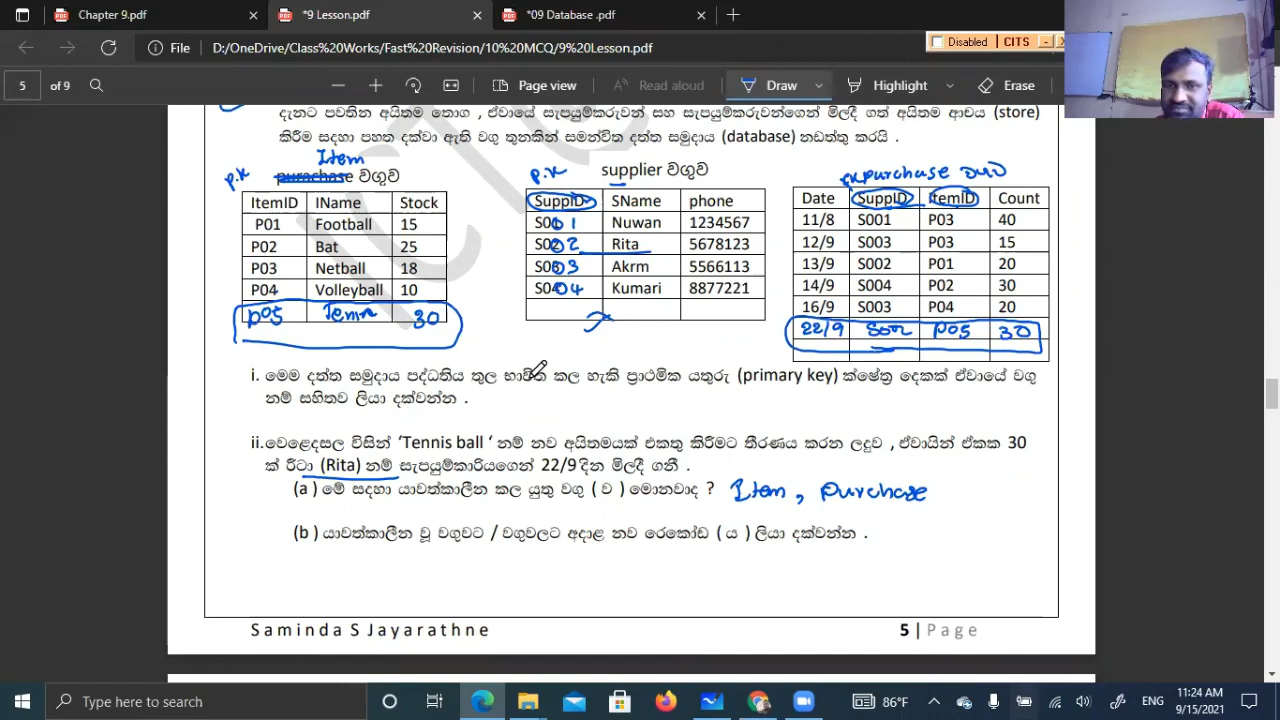 Chapter 9.pdf
*9 Lesson.pdf
*09 Database .pdf
File
D:/OneDrive/Class%20Works/Fast%20Revision/10%20MCQ/9%20Lesson.pdf
Disabled CITS
5 of 9
Page view
Read aloud
Draw
Highlight
Erase
දැනට පවතින අයිතම තොග , ඒවායේ සැපයුම්කරුවන් සහ සැපයුම්කරුවන්ගෙන් මිලදී ගත් අයිතම ආචය (store)
කිරීම සදහා පහත දක්වා ඇති වගු තුනකින් සමන්විත දත්ත සමුදාය (database) නඩත්තු කරයි .
Item
P.K purachase වගුව
ItemID IName Stock
P01 Football 15
P02 Bat 25
P03 Netball 18
P04 Volleyball 10
P05 Tennis 30
P.K supplier වගුව
SuppID SName phone
S001 Nuwan 1234567
S002 Rita 5678123
S003 Akrm 5566113
S004 Kumari 8877221
purchase වගුව
Date SuppID ItemID Count
11/8 S001 P03 40
12/9 S003 P03 15
13/9 S002 P01 20
14/9 S004 P02 30
16/9 S003 P04 20
22/9 S002 P05 30
i. මෙම දත්ත සමුදාය පද්ධතිය තුල භාවිත කල හැකි ප්‍රාථමික යතුරු (primary key) ක්ෂේත්‍ර දෙකක් ඒවායේ වගු
නම් සහිතව ලියා දක්වන්න .
ii.වෙළෙදසල විසින් ‘Tennis ball ‘ නම් නව අයිතමයක් එකතු කිරීමට තීරණය කරන ලදුව , ඒවායින් ඒකක 30
ක් රීටා (Rita) නම් සැපයුම්කාරියගෙන් 22/9 දින මිලදී ගනී .
(a ) මේ සදහා යාවත්කාලීන කල යුතු වගු ( ව ) මොනවාද ? Item , purchase
(b ) යාවත්කාලීන වූ වගුවට / වගුවලට අදාළ නව රෙකෝඩ ( ය ) ලියා දක්වන්න .
Saminda S Jayarathne
5 | Page
Type here to search
86°F
ENG
11:24 AM
9/15/2021